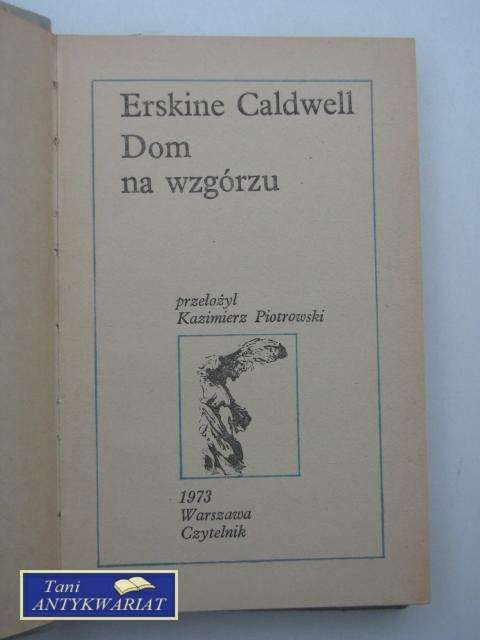 Erskine Caldwell
Dom
na wzgórzu
przełożył
Kazimierz Piotrowski
1973
Warszawa
Czytelnik
Tani
ANTYKWARIAT